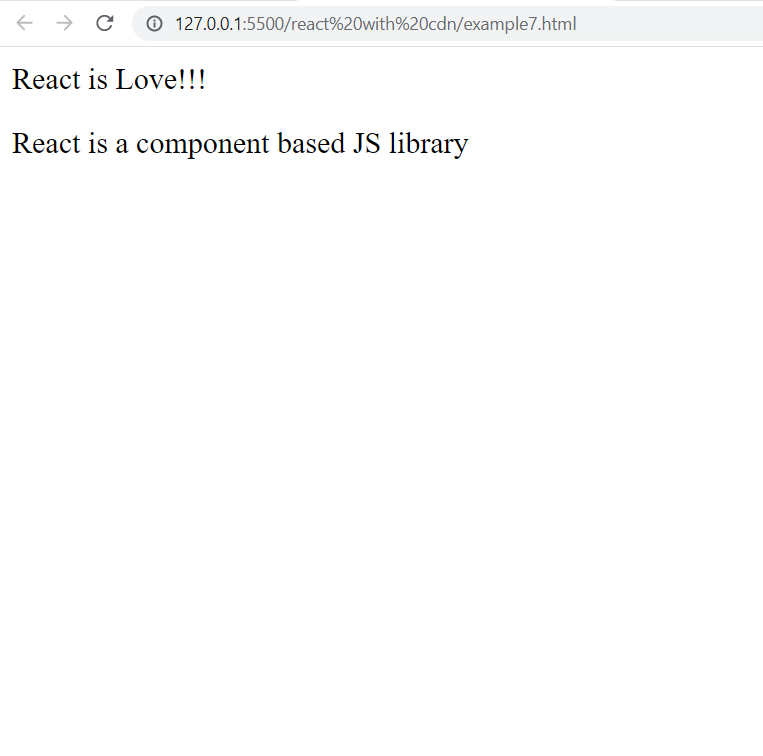 127.0.0.1:5500/react%20with%20cdn/example7.html
React is Love!!!
React is a component based JS library